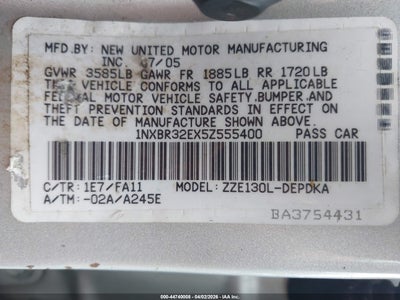 MFD.BY: NEW UNITED MOTOR MANUFACTURING
INC. 07/05
GVWR 3585LB GAWR FR 1885LB RR 1720LB
THIS VEHICLE CONFORMS TO ALL APPLICABLE
FEDERAL MOTOR VEHICLE SAFETY.BUMPER,AND
THEFT PREVENTION STANDARDS IN EFFECT ON
THE DATE OF MANUFACTURE SHOWN ABOVE.
1NXBR32EX5Z555400 PASS CAR
C/TR: 1E7/FA11 MODEL: ZZE130L-DEPDKA
A/TM: -02A/A245E
BA3754431
000-44740008 - 04/02/2026 - IAA Inc.